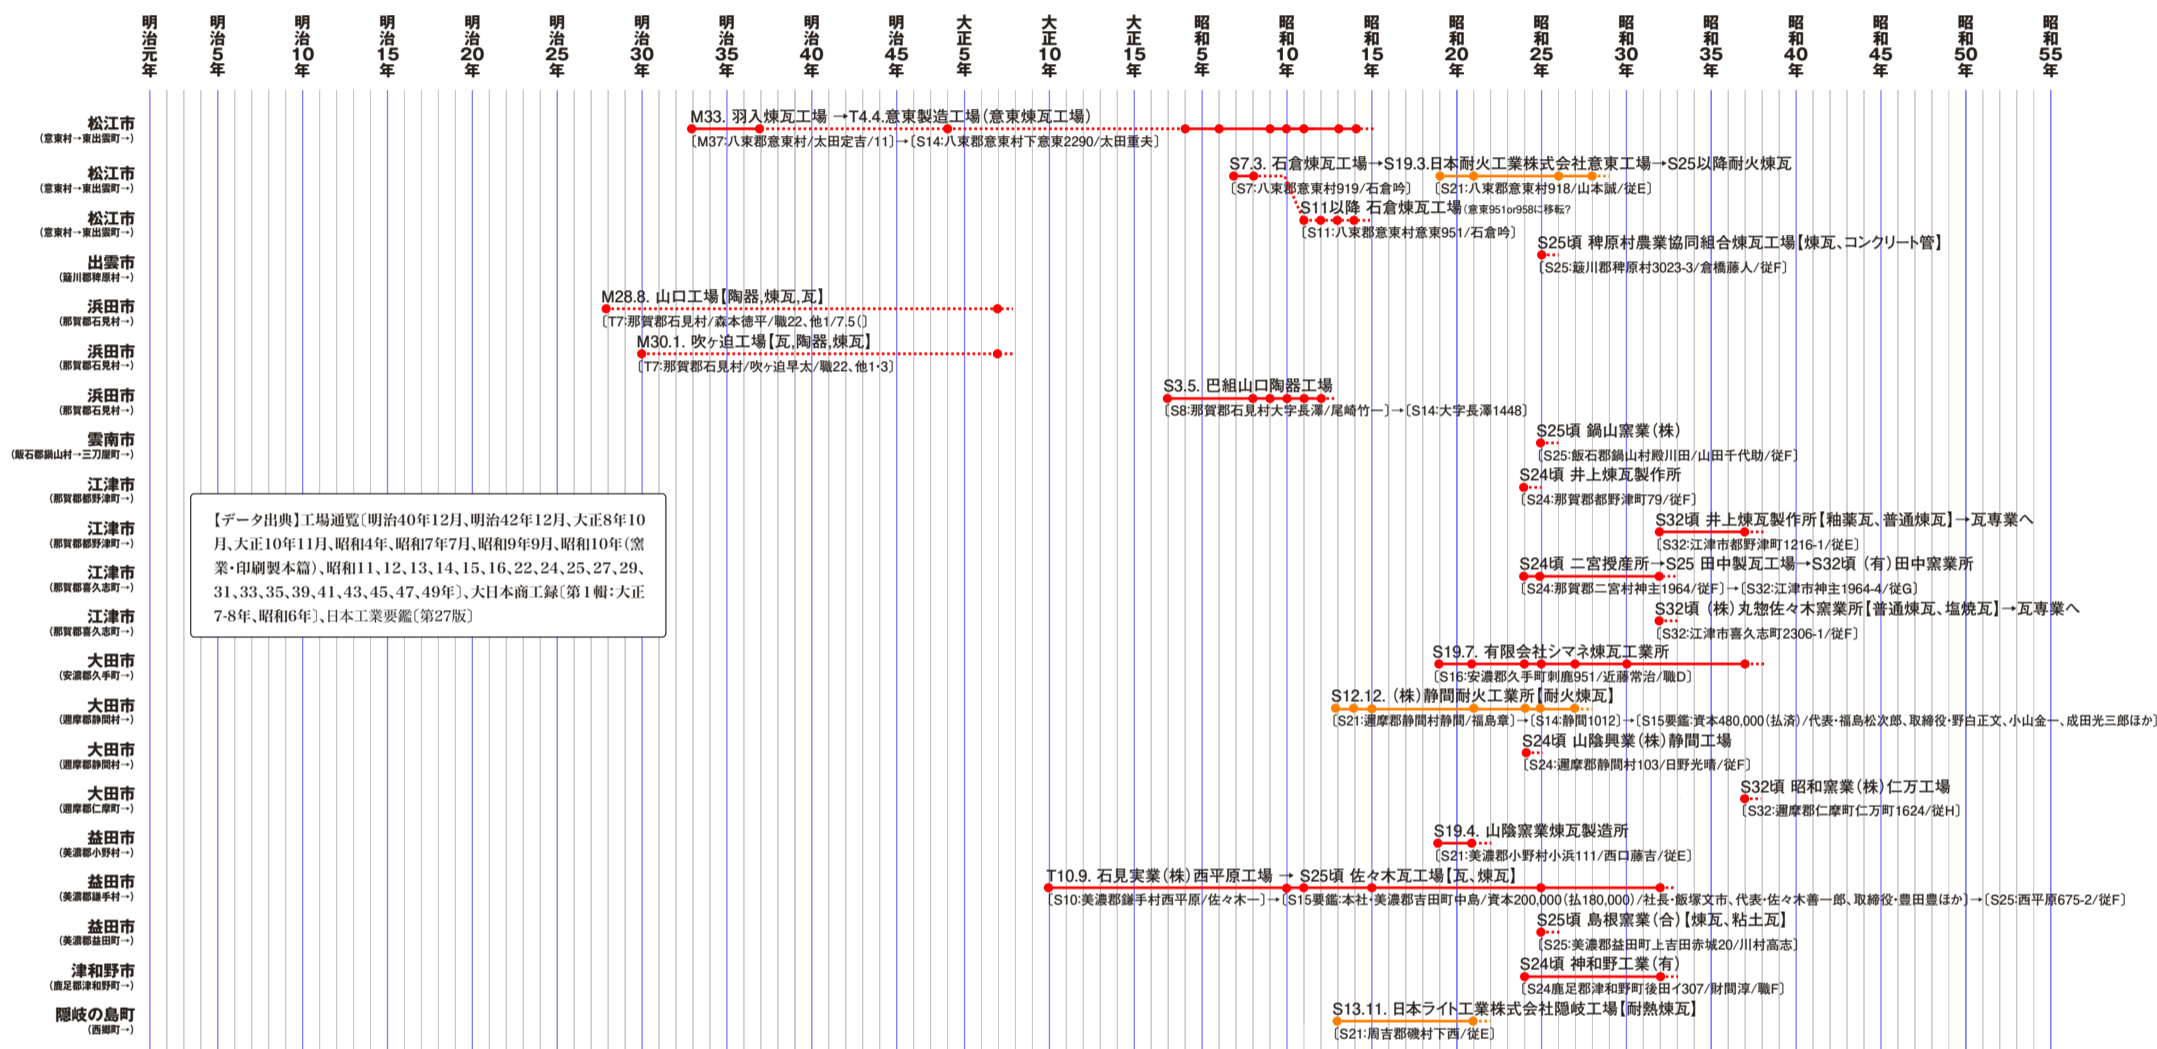 明治元年 明治5年 明治10年 明治15年 明治20年 明治25年 明治30年 明治35年 明治40年 明治45年 大正5年 大正10年 大正15年 昭和5年 昭和10年 昭和15年 昭和20年 昭和25年 昭和30年 昭和35年 昭和40年 昭和45年 昭和50年 昭和55年
松江市
（意東村→東出雲町→）
M33. 羽入煉瓦工場 →T4.4.意東製造工場（意東煉瓦工場）
〔M37:八束郡意東村/太田定吉/11〕→〔S14:八束郡意東村下意東2290/太田重夫〕
松江市
（意東村→東出雲町→）
S7.3. 石倉煉瓦工場→S19.3.日本耐火工業株式会社意東工場→S25以降耐火煉瓦
〔S7:八束郡意東村919/石倉吟〕 〔S21:八束郡意東村918/山本誠/従E〕
松江市
（意東村→東出雲町→）
S11以降 石倉煉瓦工場（意東951or958に移転?
〔S11:八束郡意東村意東951/石倉吟〕
出雲市
（簸川郡稗原村→）
S25頃 稗原村農業協同組合煉瓦工場【煉瓦、コンクリート管】
〔S25:簸川郡稗原村3023-3/倉橋藤人/従F〕
浜田市
（那賀郡石見村→）
M28.8. 山口工場【陶器,煉瓦,瓦】
〔T7:那賀郡石見村/森本徳平/職22、他1/7.5（〕
浜田市
（那賀郡石見村→）
M30.1. 吹ヶ迫工場【瓦,陶器,煉瓦】
〔T7:那賀郡石見村/吹ヶ迫早太/職22、他1・3〕
浜田市
（那賀郡石見村→）
S3.5. 巴組山口陶器工場
〔S8:那賀郡石見村大字長澤/尾崎竹一〕→〔S14:大字長澤1448〕
雲南市
（飯石郡鍋山村→三刀屋町→）
S25頃 鍋山窯業（株）
〔S25:飯石郡鍋山村殿川田/山田千代助/従F〕
江津市
（那賀郡都野津町→）
S24頃 井上煉瓦製作所
〔S24:那賀郡都野津町79/従F〕
江津市
（那賀郡都野津町→）
S32頃 井上煉瓦製作所【釉薬瓦、普通煉瓦】→瓦専業へ
〔S32:江津市都野津町1216-1/従E〕
江津市
（那賀郡喜久志町→）
S24頃 二宮授産所→S25 田中製瓦工場→S32頃 （有）田中窯業所
〔S24:那賀郡二宮村神主1964/従F〕→〔S32:江津市神主1964-4/従G〕
江津市
（那賀郡喜久志町→）
S32頃 （株）丸惣佐々木窯業所【普通煉瓦、塩焼瓦】→瓦専業へ
〔S32:江津市喜久志町2306-1/従F〕
【データ出典】工場通覧〔明治40年12月、明治42年12月、大正8年10
月、大正10年11月、昭和4年、昭和7年7月、昭和9年9月、昭和10年（窯
業・印刷製本篇）、昭和11、12、13、14、15、16、22、24、25、27、29、
31、33、35、39、41、43、45、47、49年〕、大日本商工録〔第1輯：大正
7-8年、昭和6年〕、日本工業要鑑〔第27版〕
大田市
（安濃郡久手町→）
S19.7. 有限会社シマネ煉瓦工業所
〔S16:安濃郡久手町刺鹿951/近藤常治/職D〕
大田市
（邇摩郡静間村→）
S12.12. （株）静間耐火工業所【耐火煉瓦】
〔S21:邇摩郡静間村静間/福島章〕→〔S14:静間1012〕→〔S15要鑑:資本480,000（払済）/代表・福島松次郎、取締役・野白正文、小山金一、成田光三郎ほか〕
大田市
（邇摩郡静間村→）
S24頃 山陰興業（株）静間工場
〔S24:邇摩郡静間村103/日野光晴/従F〕
大田市
（邇摩郡仁摩町→）
S32頃 昭和窯業（株）仁万工場
〔S32:邇摩郡仁摩町仁万町1624/従H〕
益田市
（美濃郡小野村→）
S19.4. 山陰窯業煉瓦製造所
〔S21:美濃郡小野村小浜111/西口藤吉/従E〕
益田市
（美濃郡鎌手村→）
T10.9. 石見実業（株）西平原工場 → S25頃 佐々木瓦工場【瓦、煉瓦】
〔S10:美濃郡鎌手村西平原/佐々木一〕→〔S15要鑑:本社・美濃郡吉田町中島/資本200,000（払180,000）/社長・飯塚文市、代表・佐々木善一郎、取締役・豊田豊ほか〕→〔S25:西平原675-2/従F〕
益田市
（美濃郡益田町→）
S25頃 島根窯業（合）【煉瓦、粘土瓦】
〔S25:美濃郡益田町上吉田赤城20/川村高志〕
津和野市
（鹿足郡津和野町→）
S24頃 神和野工業（有）
〔S24鹿足郡津和野町後田イ307/財間淳/職F〕
隠岐の島町
（西郷町→）
S13.11. 日本ライト工業株式会社隠岐工場【耐熱煉瓦】
〔S21:周吉郡磯村下西/従E〕